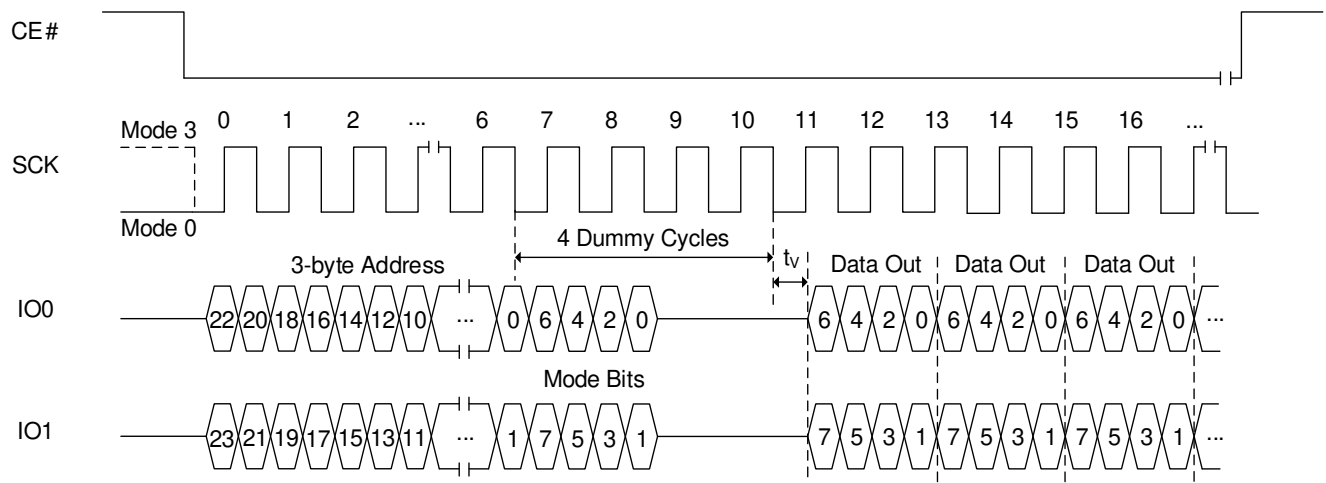 CE#
0 1 2 ... 6 7 8 9 10 11 12 13 14 15 16 ...
Mode 3
SCK
Mode 0
4 Dummy Cycles
tV
3-byte Address
Data Out Data Out Data Out
IO0
22 20 18 16 14 12 10 ... 0 6 4 2 0 6 4 2 0 6 4 2 0 6 4 2 0 ...
Mode Bits
IO1
23 21 19 17 15 13 11 ... 1 7 5 3 1 7 5 3 1 7 5 3 1 7 5 3 1 ...